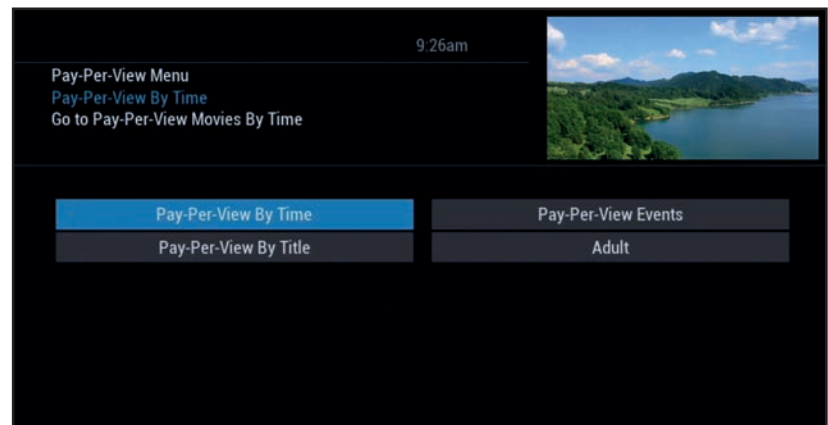 9:26am
Pay-Per-View Menu
Pay-Per-View By Time
Go to Pay-Per-View Movies By Time
Pay-Per-View By Time
Pay-Per-View Events
Pay-Per-View By Title
Adult